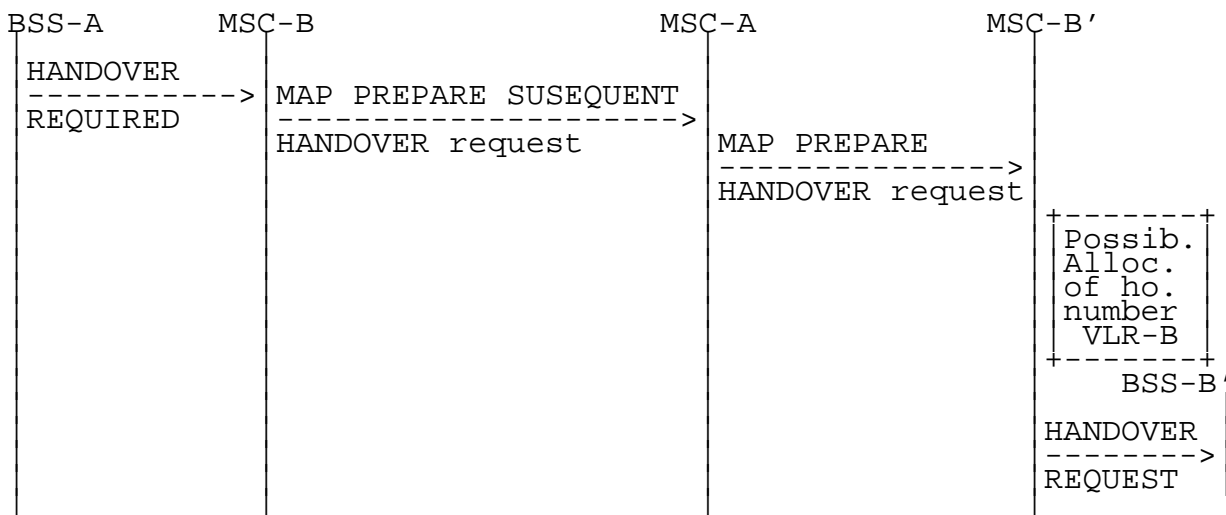 BSS-A MSC-B MSC-A MSC-B'
HANDOVER
REQUIRED
MAP PREPARE SUSEQUENT
HANDOVER request
MAP PREPARE
HANDOVER request
Possib.
Alloc.
of ho.
number
VLR-B
BSS-B'
HANDOVER
REQUEST